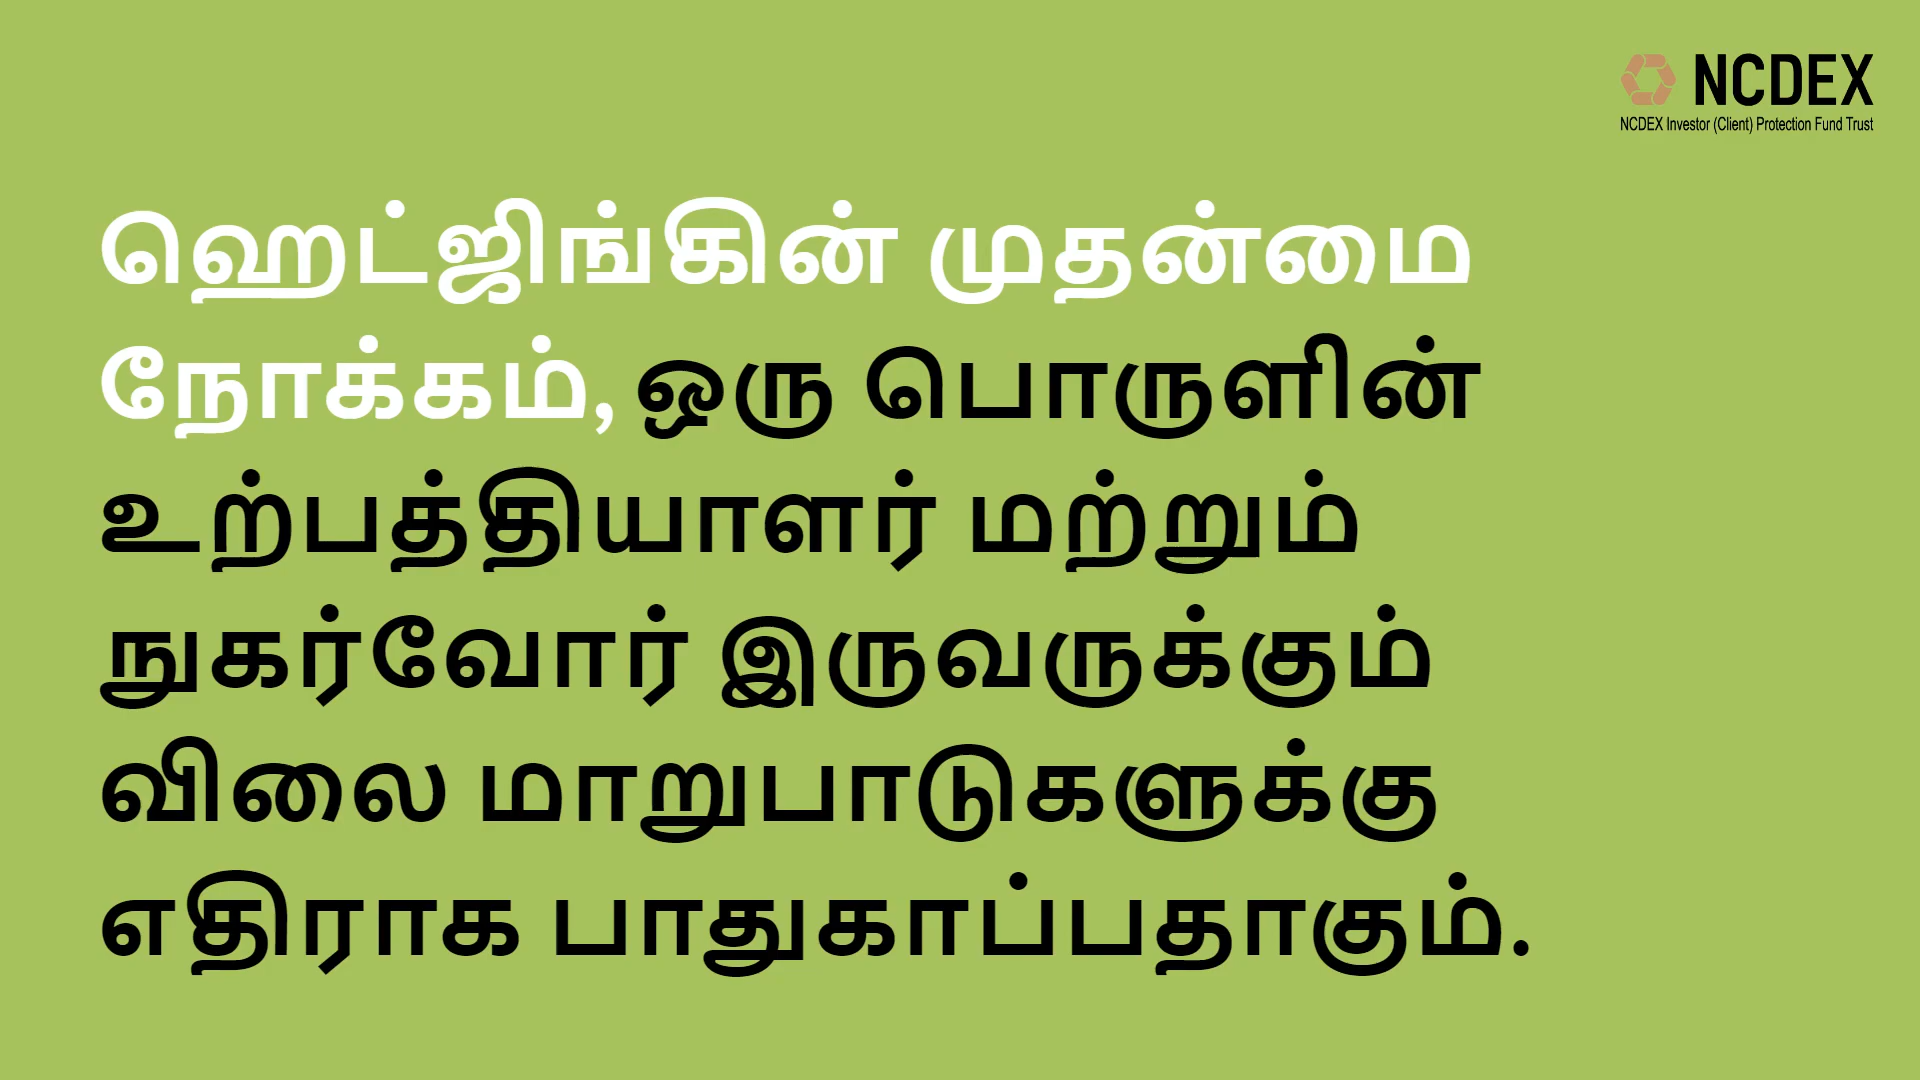 NCDEX
NCDEX Investor (Client) Protection Fund Trust
ஹெட்ஜிங்கின் முதன்மை
நோக்கம், ஒரு பொருளின்
உற்பத்தியாளர் மற்றும்
நுகர்வோர் இருவருக்கும்
விலை மாறுபாடுகளுக்கு
எதிராக பாதுகாப்பதாகும்.